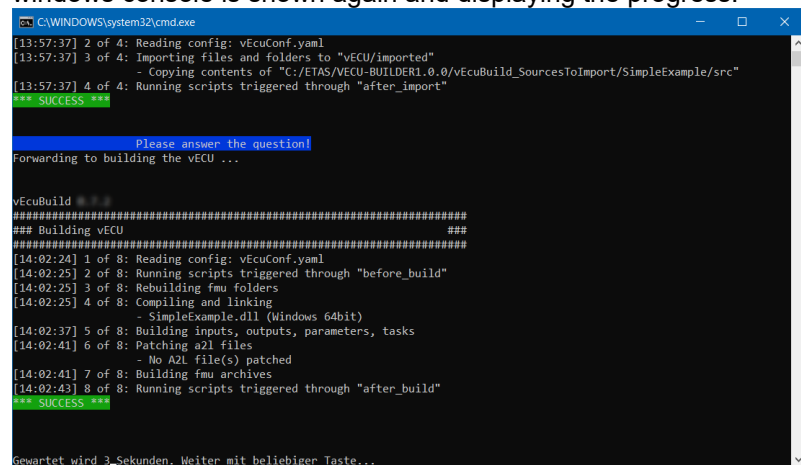 windows console is shown again and displaying the progress.
C:\WINDOWS\system32\cmd.exe
[13:57:37] 2 of 4: Reading config: vEcuConf.yaml
[13:57:37] 3 of 4: Importing files and folders to "vECU/imported"
- Copying contents of "C:/ETAS/VECU-BUILDER1.0.0/vEcuBuild_SourcesToImport/SimpleExample/src"
[13:57:37] 4 of 4: Running scripts triggered through "after_import"
*** SUCCESS ***
Please answer the question!
Forwarding to building the vECU ...
vEcuBuild
######################################################################
### Building vECU                                                  ###
######################################################################
[14:02:24] 1 of 8: Reading config: vEcuConf.yaml
[14:02:25] 2 of 8: Running scripts triggered through "before_build"
[14:02:25] 3 of 8: Rebuilding fmu folders
[14:02:25] 4 of 8: Compiling and linking
- SimpleExample.dll (Windows 64bit)
[14:02:37] 5 of 8: Building inputs, outputs, parameters, tasks
[14:02:41] 6 of 8: Patching a2l files
- No A2L file(s) patched
[14:02:41] 7 of 8: Building fmu archives
[14:02:43] 8 of 8: Running scripts triggered through "after_build"
*** SUCCESS ***
Gewartet wird 3 Sekunden. Weiter mit beliebiger Taste...